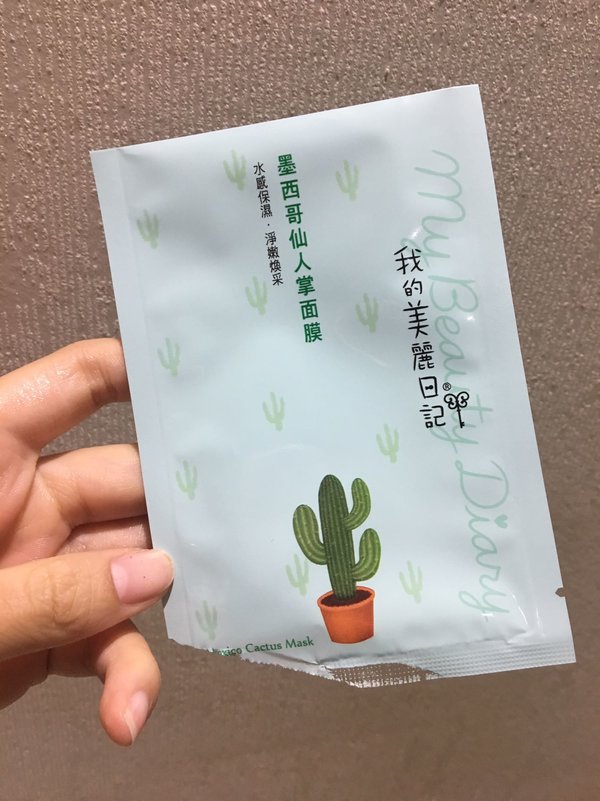 墨西哥仙人掌面膜
水感保濕．淨嫩煥采
My Beauty Diary
我的美麗日記®
Mexico Cactus Mask